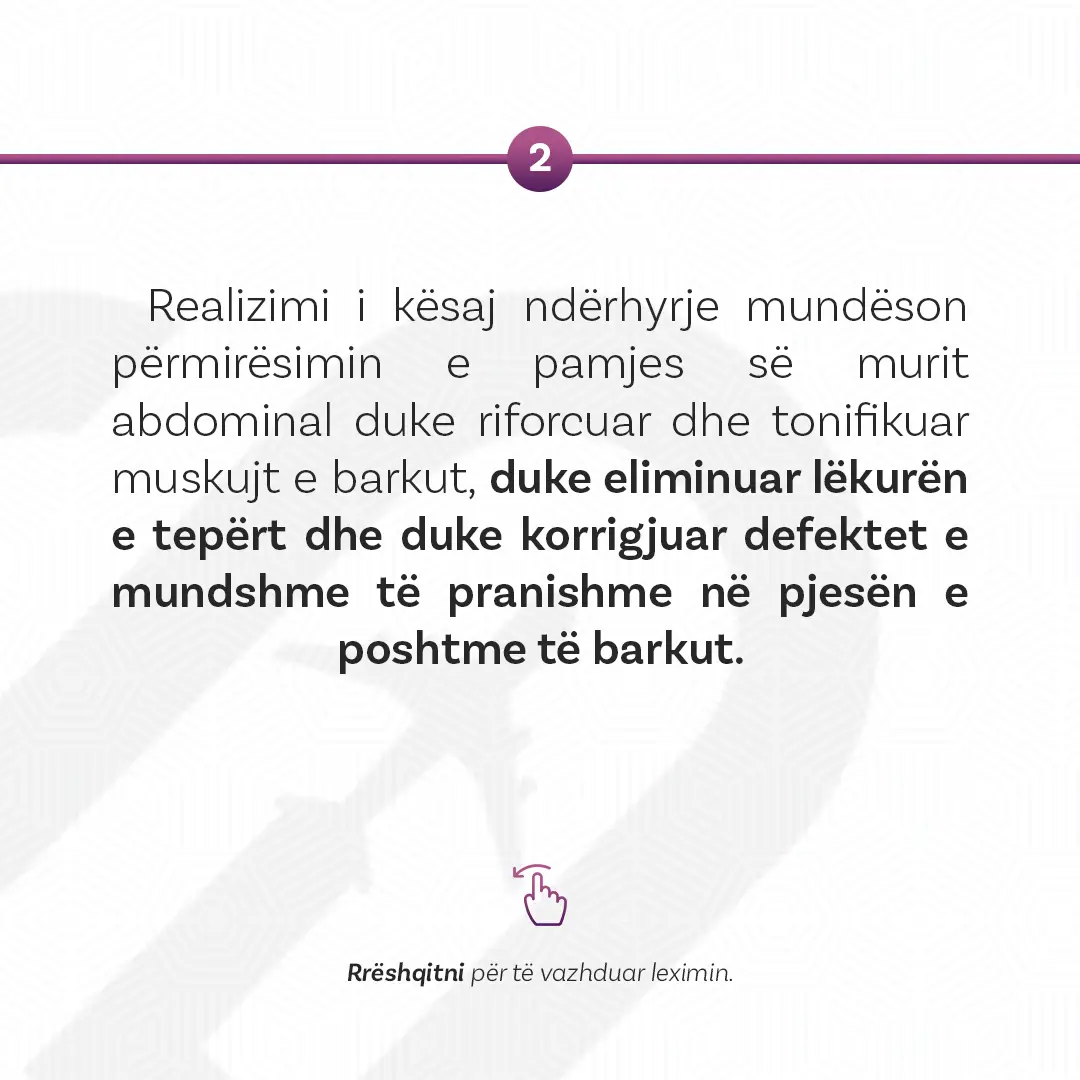 2
Realizimi i kësaj ndërhyrje mundëson
përmirësimin e pamjes së murit
abdominal duke riforcuar dhe tonifikuar
muskujt e barkut, duke eliminuar lëkurën
e tepërt dhe duke korrigjuar defektet e
mundshme të pranishme në pjesën e
poshtme të barkut.
Rrëshqitni për të vazhduar leximin.